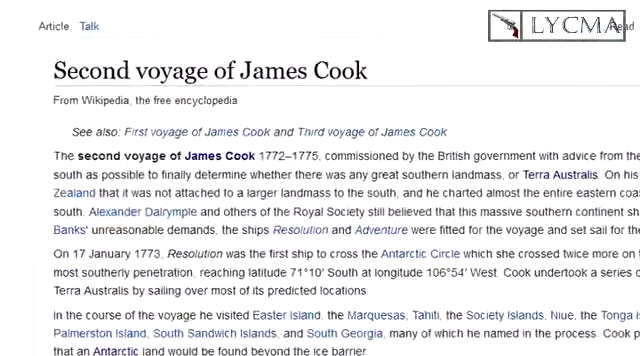 Article Talk
LYCMA
Read
Second voyage of James Cook
From Wikipedia, the free encyclopedia
See also: First voyage of James Cook and Third voyage of James Cook
The second voyage of James Cook 1772–1775, commissioned by the British government with advice from the
south as possible to finally determine whether there was any great southern landmass, or Terra Australis. On his
Zealand that it was not attached to a larger landmass to the south, and he charted almost the entire eastern coa
south. Alexander Dalrymple and others of the Royal Society still believed that this massive southern continent sh
Banks' unreasonable demands, the ships Resolution and Adventure were fitted for the voyage and set sail for the
On 17 January 1773, Resolution was the first ship to cross the Antarctic Circle which she crossed twice more on t
most southerly penetration, reaching latitude 71°10′ South at longitude 106°54′ West. Cook undertook a series o
Terra Australis by sailing over most of its predicted locations.
In the course of the voyage he visited Easter Island, the Marquesas, Tahiti, the Society Islands, Niue, the Tonga I
Palmerston Island, South Sandwich Islands, and South Georgia, many of which he named in the process. Cook p
that an Antarctic land would be found beyond the ice barrier